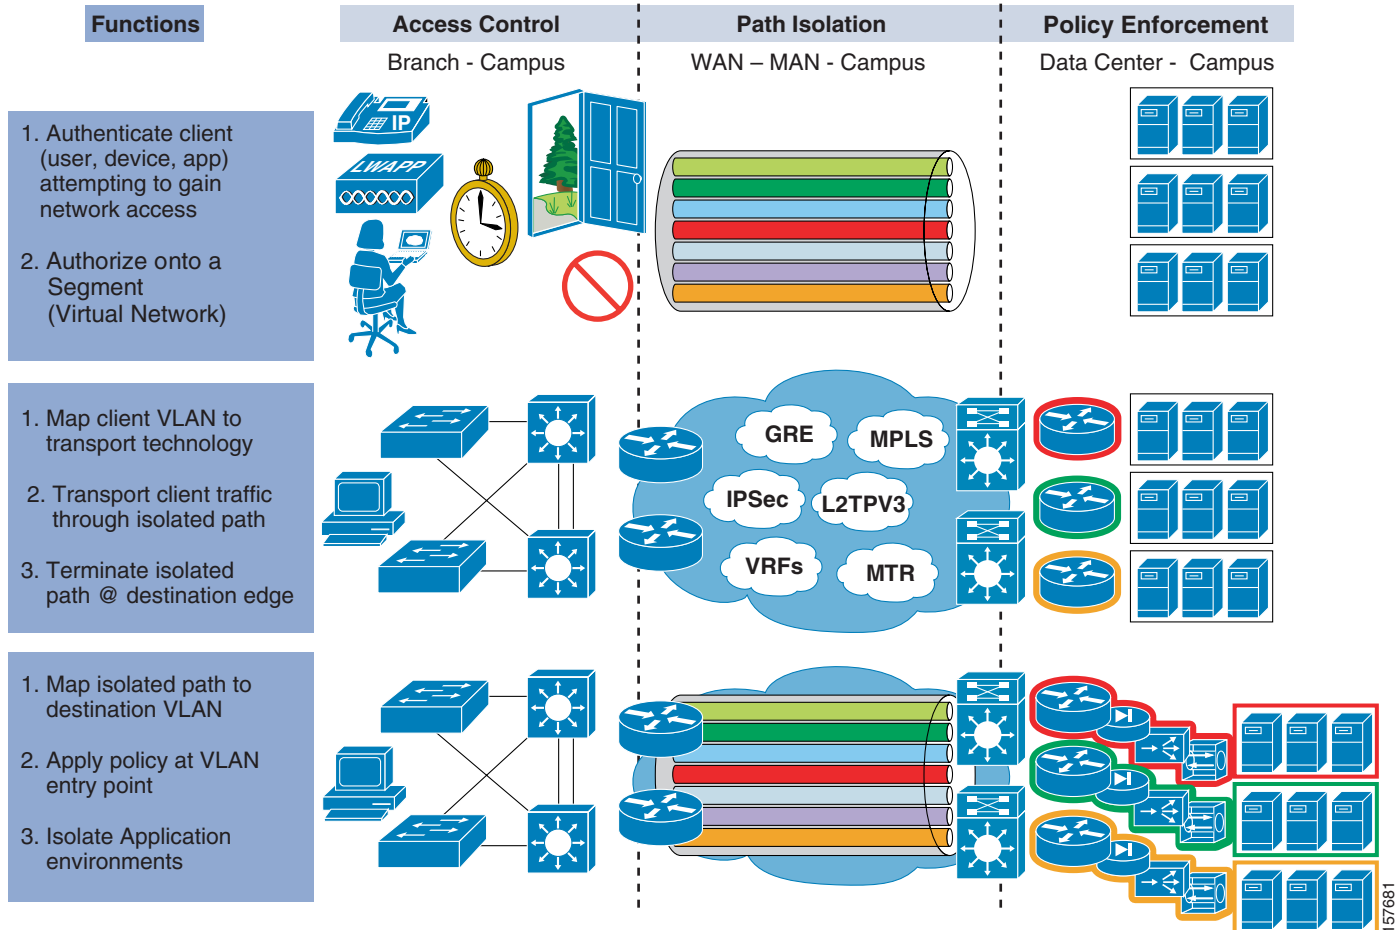 Functions
Access Control
Path Isolation
Policy Enforcement
Branch - Campus
WAN – MAN - Campus
Data Center - Campus
1. Authenticate client
(user, device, app)
attempting to gain
network access
2. Authorize onto a
Segment
(Virtual Network)
IP
LWAPP
1. Map client VLAN to
transport technology
2. Transport client traffic
through isolated path
3. Terminate isolated
path @ destination edge
GRE
MPLS
IPSec
L2TPV3
VRFs
MTR
1. Map isolated path to
destination VLAN
2. Apply policy at VLAN
entry point
3. Isolate Application
environments
157681